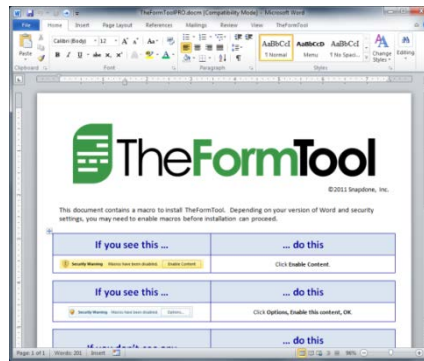 TheFormToolPRO.docm [Compatibility Mode] - Microsoft Word
File Home Insert Page Layout References Mailings Review View TheFormTool
Calibri (Body) 12
Paste
B I U abc
AaBbCcI AaBbCcD AaBbCcI
¶ Normal Menu ¶ No Spaci...
Change Styles
Editing
Clipboard Font Paragraph Styles
TheFormTool
©2011 Snapdone, Inc.
This document contains a macro to install TheFormTool. Depending on your version of Word and security
settings, you may need to enable macros before installation can proceed.
If you see this ... ... do this
Security Warning Macros have been disabled. Enable Content Click Enable Content.
If you see this ... ... do this
Security Warning Macros have been disabled. Options... Click Options, Enable this content, OK.
... do this
Page: 1 of 1 Words: 201 Insert 98%